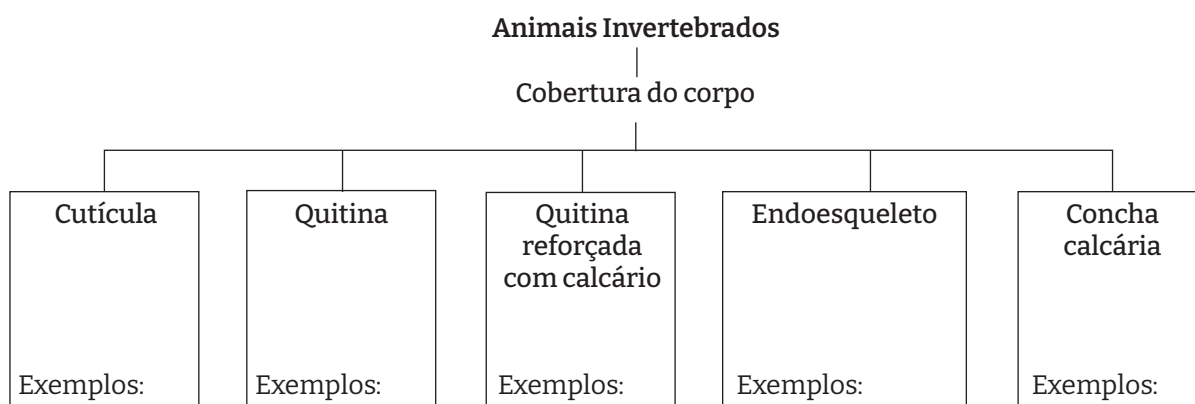 Animais Invertebrados
Cobertura do corpo
Cutícula
Exemplos:
Quitina
Exemplos:
Quitina
reforçada
com calcário
Exemplos:
Endoesqueleto
Exemplos:
Concha
calcária
Exemplos: